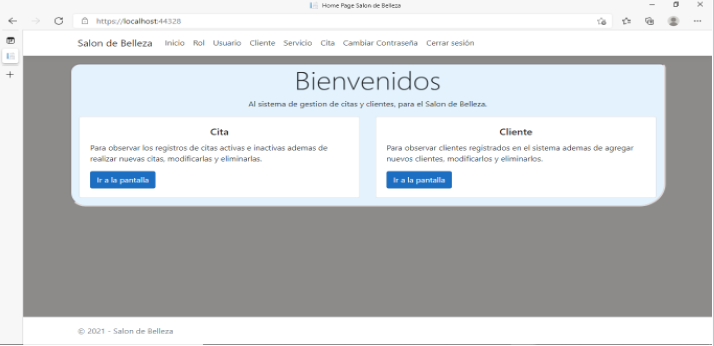 Home Page Salon de Belleza
https://localhost:44328
Salon de Belleza Inicio Rol Usuario Cliente Servicio Cita Cambiar Contraseña Cerrar sesión
Bienvenidos
Al sistema de gestion de citas y clientes, para el Salon de Belleza.
Cita
Para observar los registros de citas activas e inactivas ademas de
realizar nuevas citas, modificarlas y eliminarlas.
Ir a la pantalla
Cliente
Para observar clientes registrados en el sistema ademas de agregar
nuevos clientes, modificarlos y eliminarlos.
Ir a la pantalla
© 2021 - Salon de Belleza